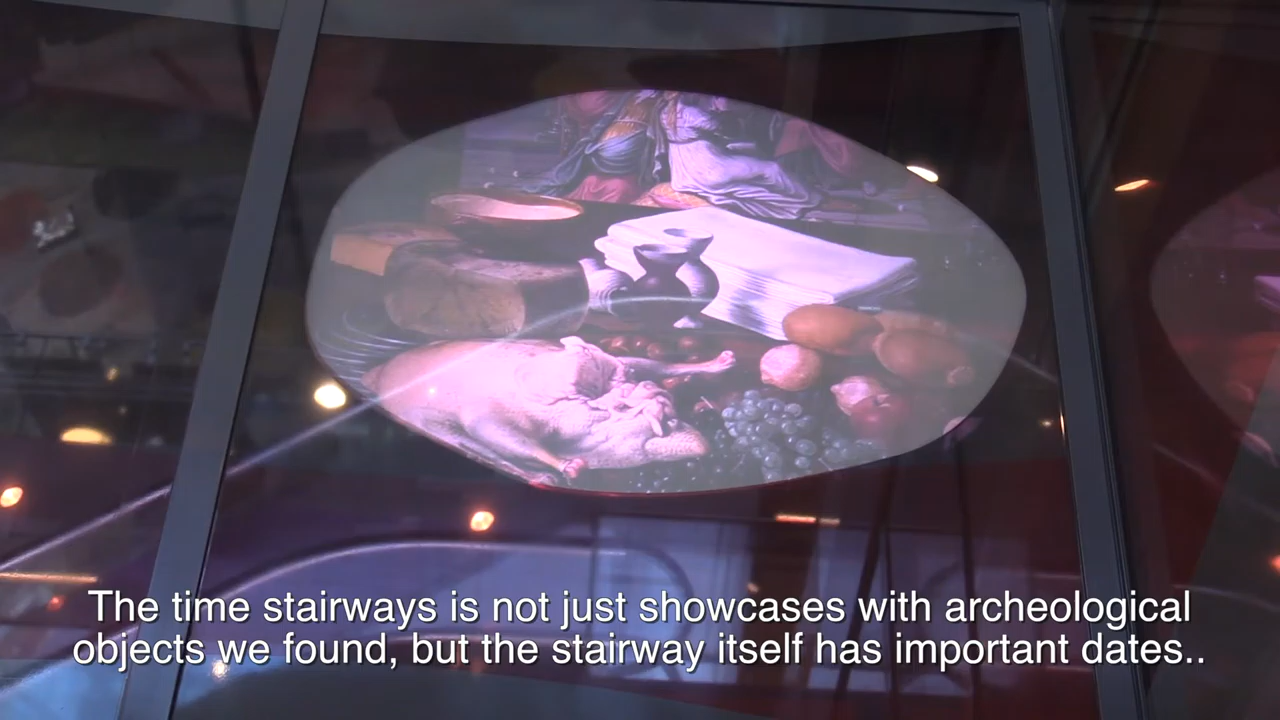 The time stairways is not just showcases with archeological
objects we found, but the stairway itself has important dates..